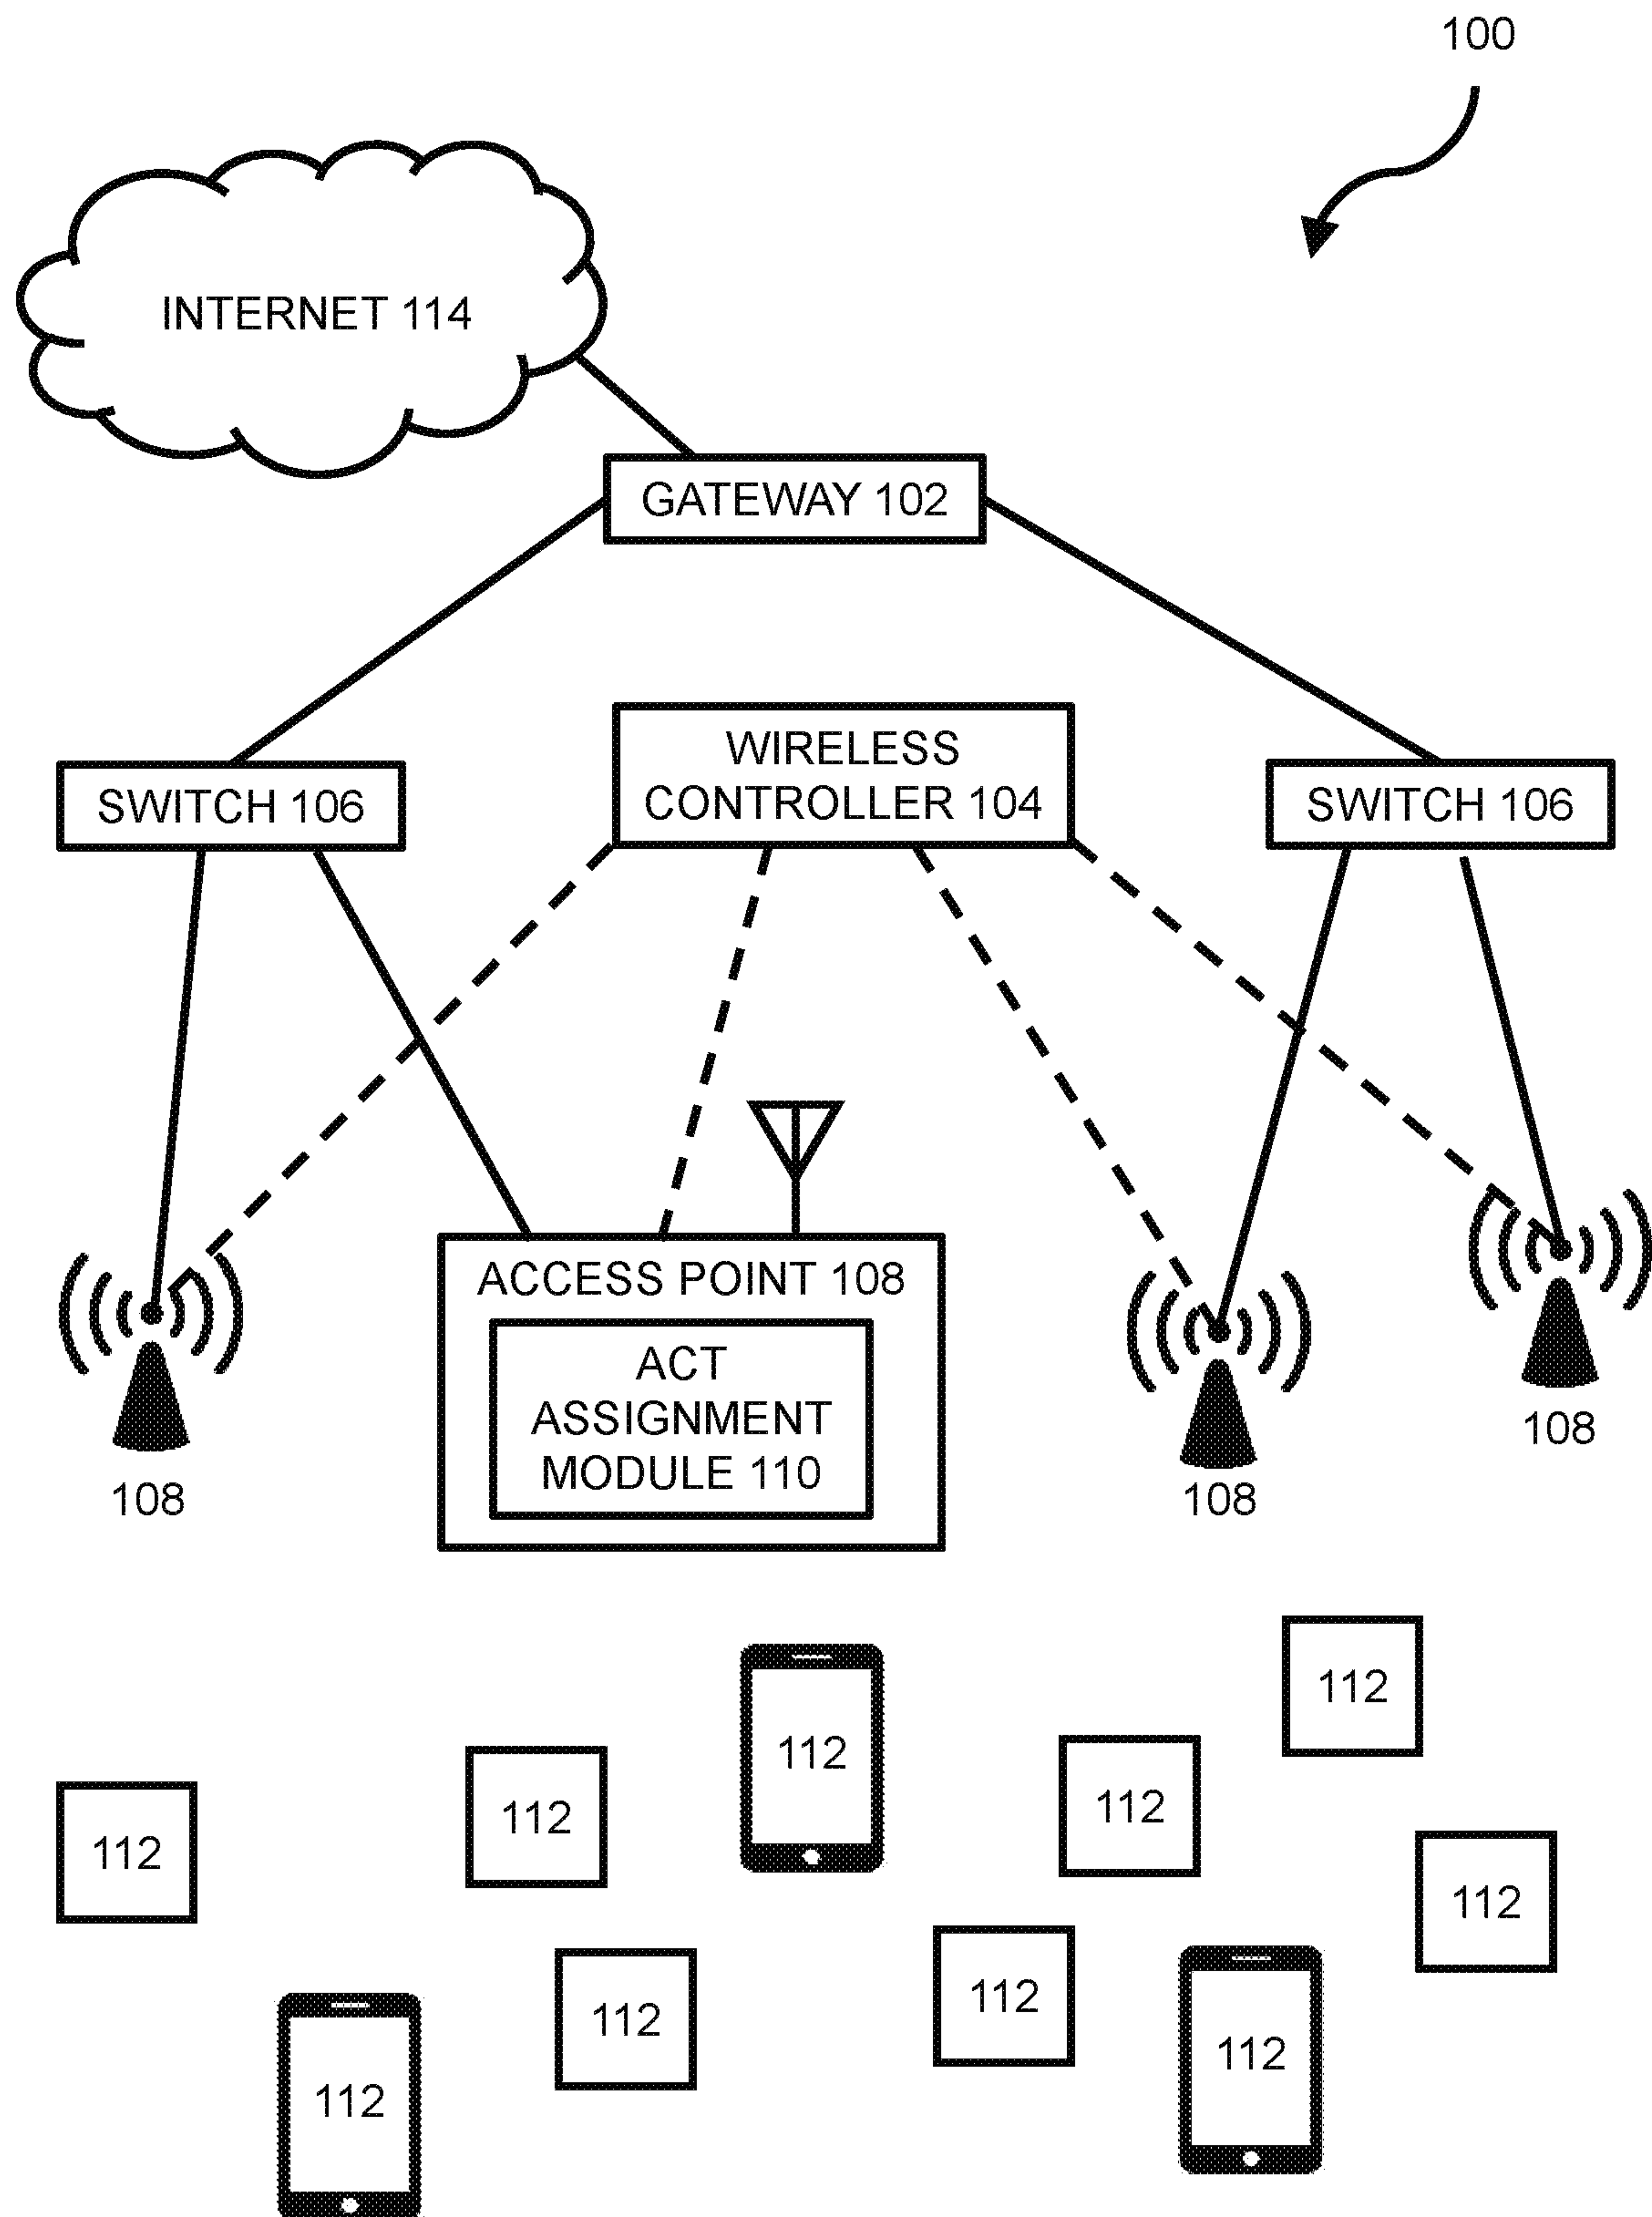 100
INTERNET 114
GATEWAY 102
WIRELESS
CONTROLLER 104
SWITCH 106
SWITCH 106
ACCESS POINT 108
ACT
ASSIGNMENT
MODULE 110
108
108
108
112
112
112
112
112
112
112
112
112
112